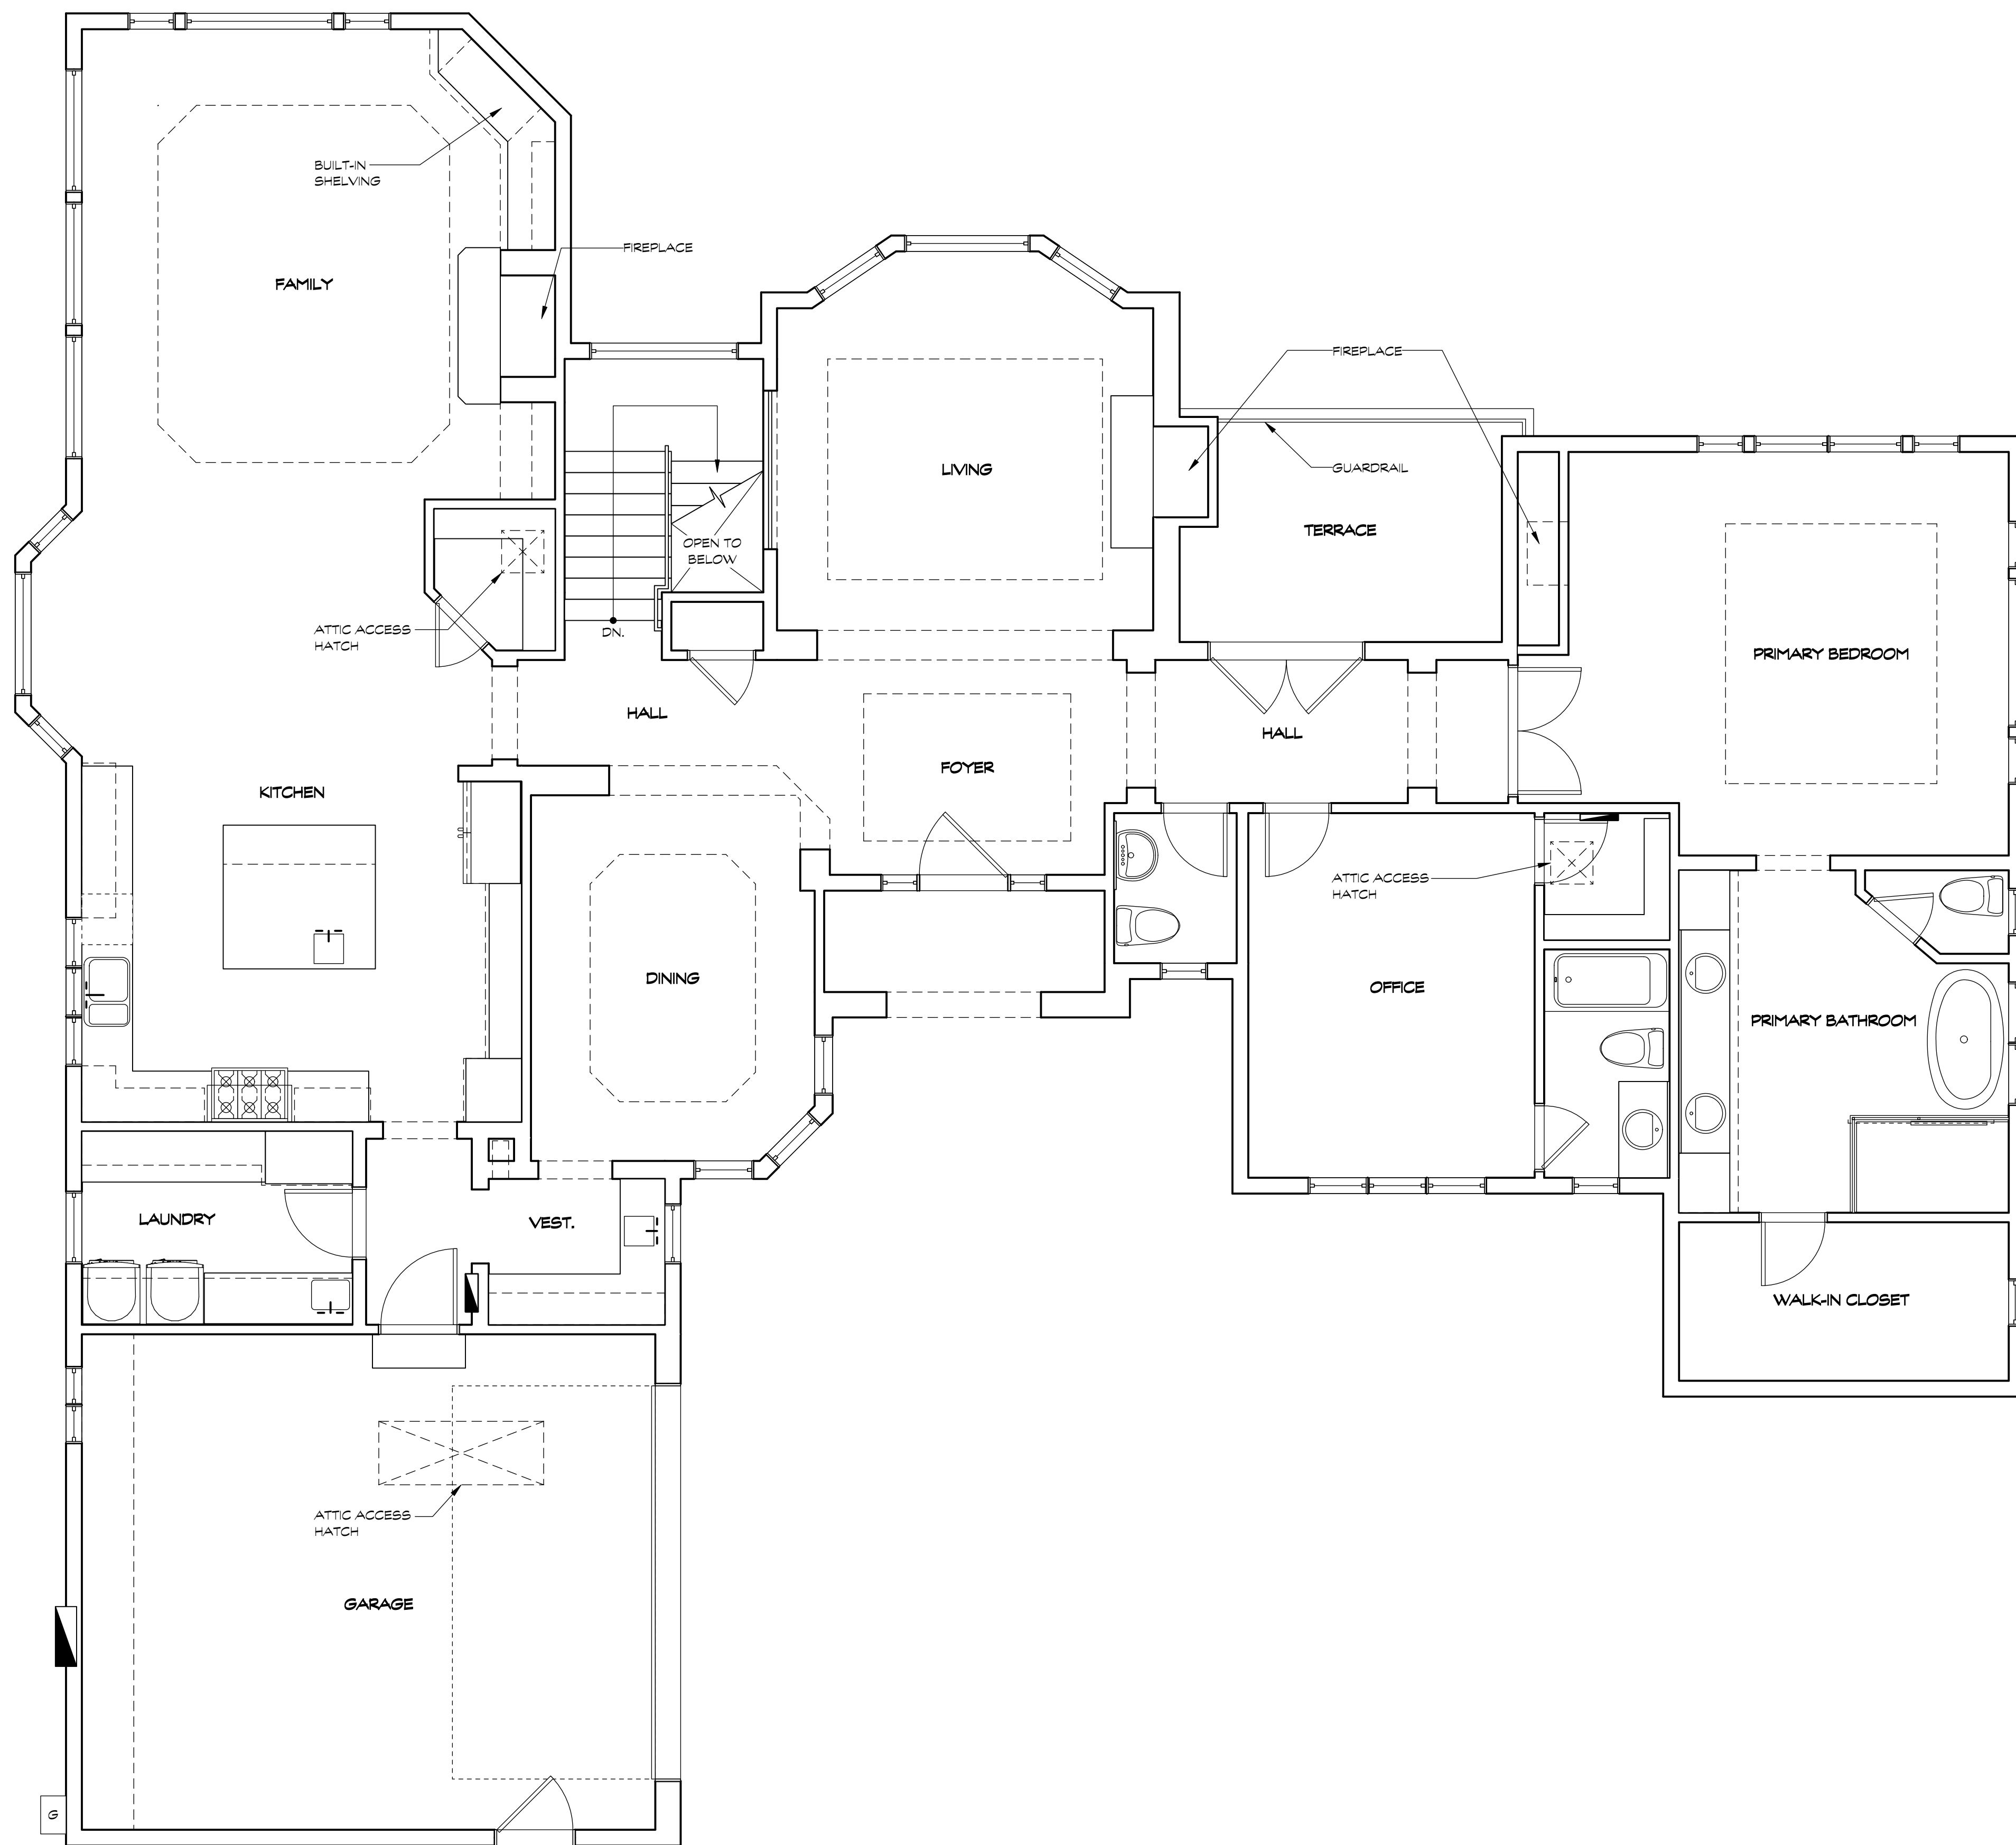 BUILT-IN
SHELVING
FIREPLACE
FAMILY
FIREPLACE
LIVING
GUARDRAIL
TERRACE
OPEN TO
BELOW
ATTIC ACCESS
HATCH
DN.
PRIMARY BEDROOM
HALL
HALL
FOYER
KITCHEN
ATTIC ACCESS
HATCH
DINING
OFFICE
PRIMARY BATHROOM
LAUNDRY
VEST.
WALK-IN CLOSET
ATTIC ACCESS
HATCH
GARAGE
G